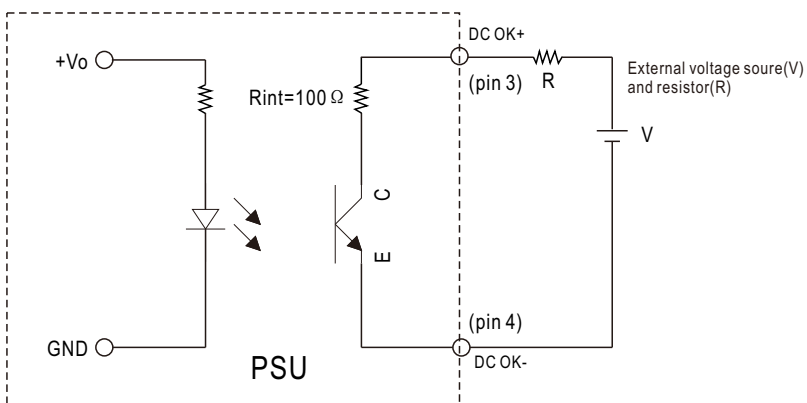 +Vo
Rint=100 Ω
DC OK+
(pin 3)
R
External voltage soure(V)
and resistor(R)
V
C
E
(pin 4)
GND
PSU
DC OK-